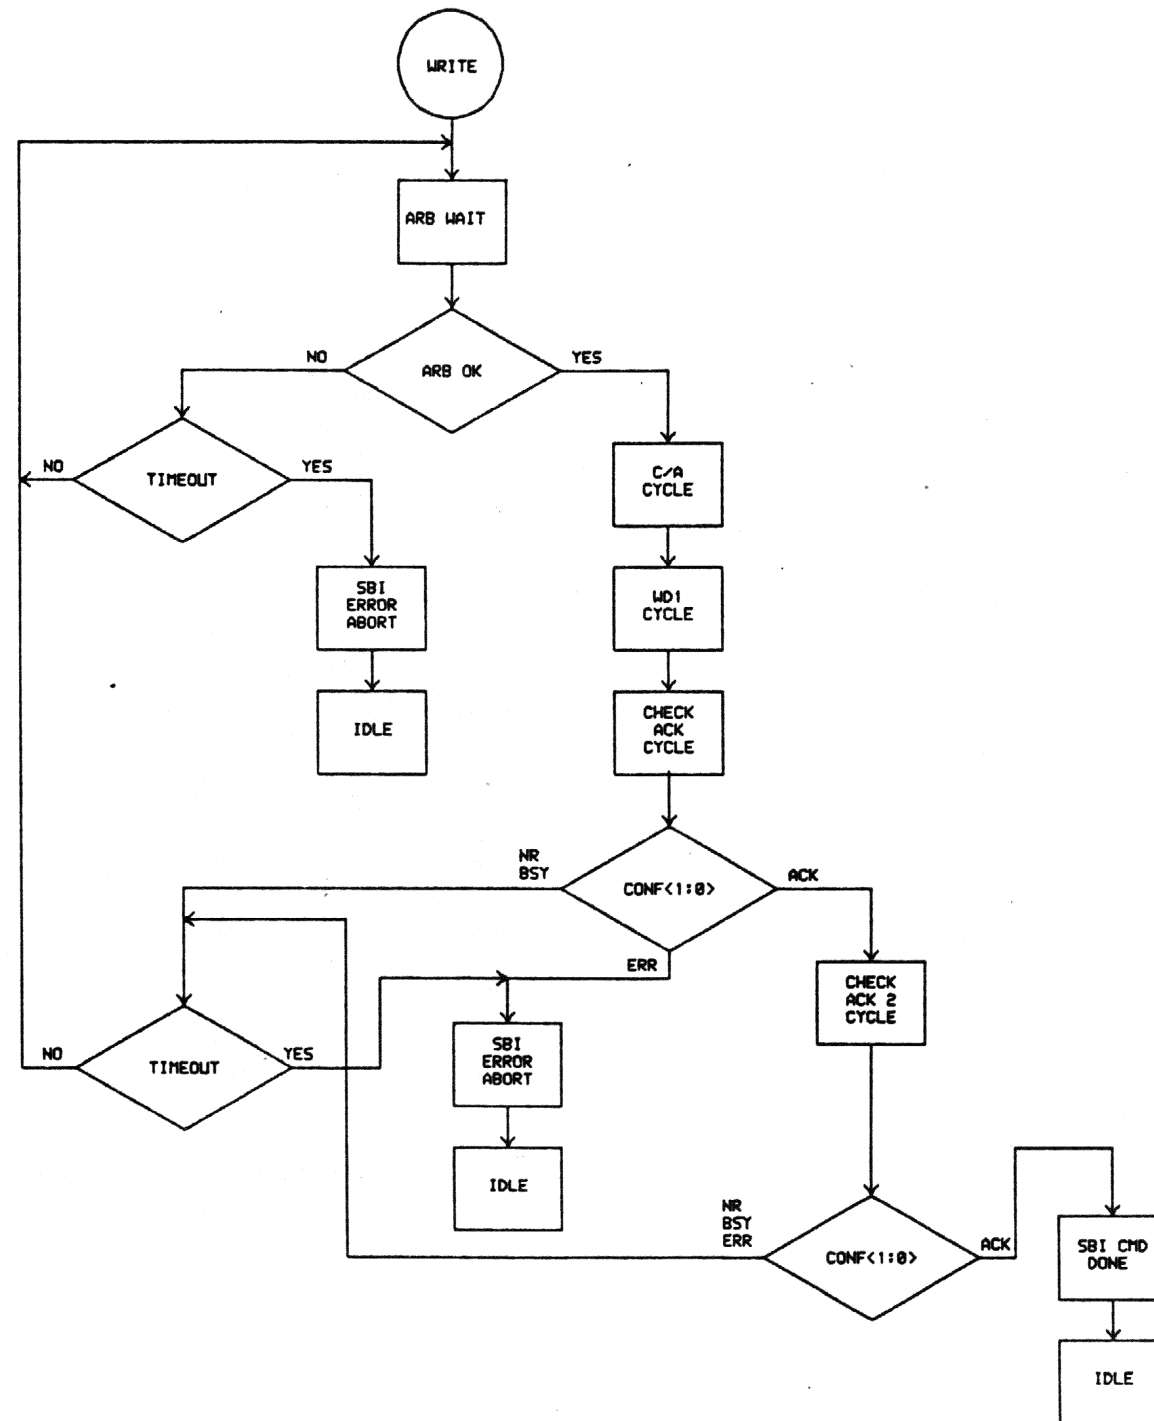 WRITE
ARB WAIT
ARB OK
NO
YES
TIMEOUT
NO
YES
C/A
CYCLE
SBI
ERROR
ABORT
WD1
CYCLE
IDLE
CHECK
ACK
CYCLE
NR
BSY
CONF<1:0>
ACK
ERR
CHECK
ACK 2
CYCLE
TIMEOUT
NO
YES
SBI
ERROR
ABORT
IDLE
NR
BSY
ERR
CONF<1:0>
ACK
SBI CMD
DONE
IDLE